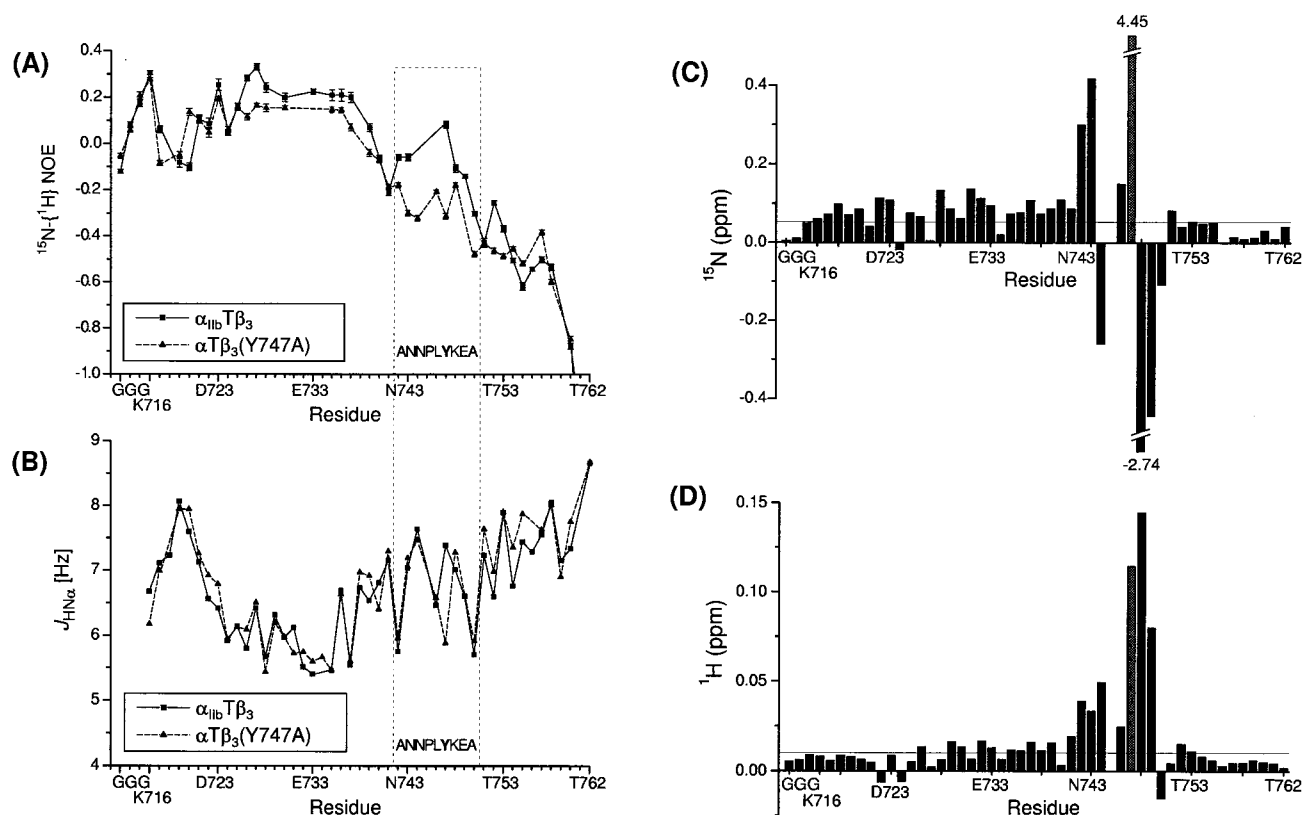 (A)
0.4
0.2
0.0
-0.2
-0.4
-0.6
-0.8
-1.0
¹⁵N-{¹H} NOE
αIIbTβ3
αTβ3(Y747A)
ANNPLYKEA
GGG D723 E733 N743 T753 T762
K716
Residue
(B)
9
8
7
6
5
4
JHNα [Hz]
αIIbTβ3
αTβ3(Y747A)
ANNPLYKEA
GGG D723 E733 N743 T753 T762
K716
Residue
(C)
4.45
0.4
0.2
0.0
-0.2
-0.4
¹⁵N (ppm)
GGG D723 E733 N743 T753 T762
K716
Residue
-2.74
(D)
0.15
0.10
0.05
0.00
¹H (ppm)
GGG D723 E733 N743 T753 T762
K716
Residue